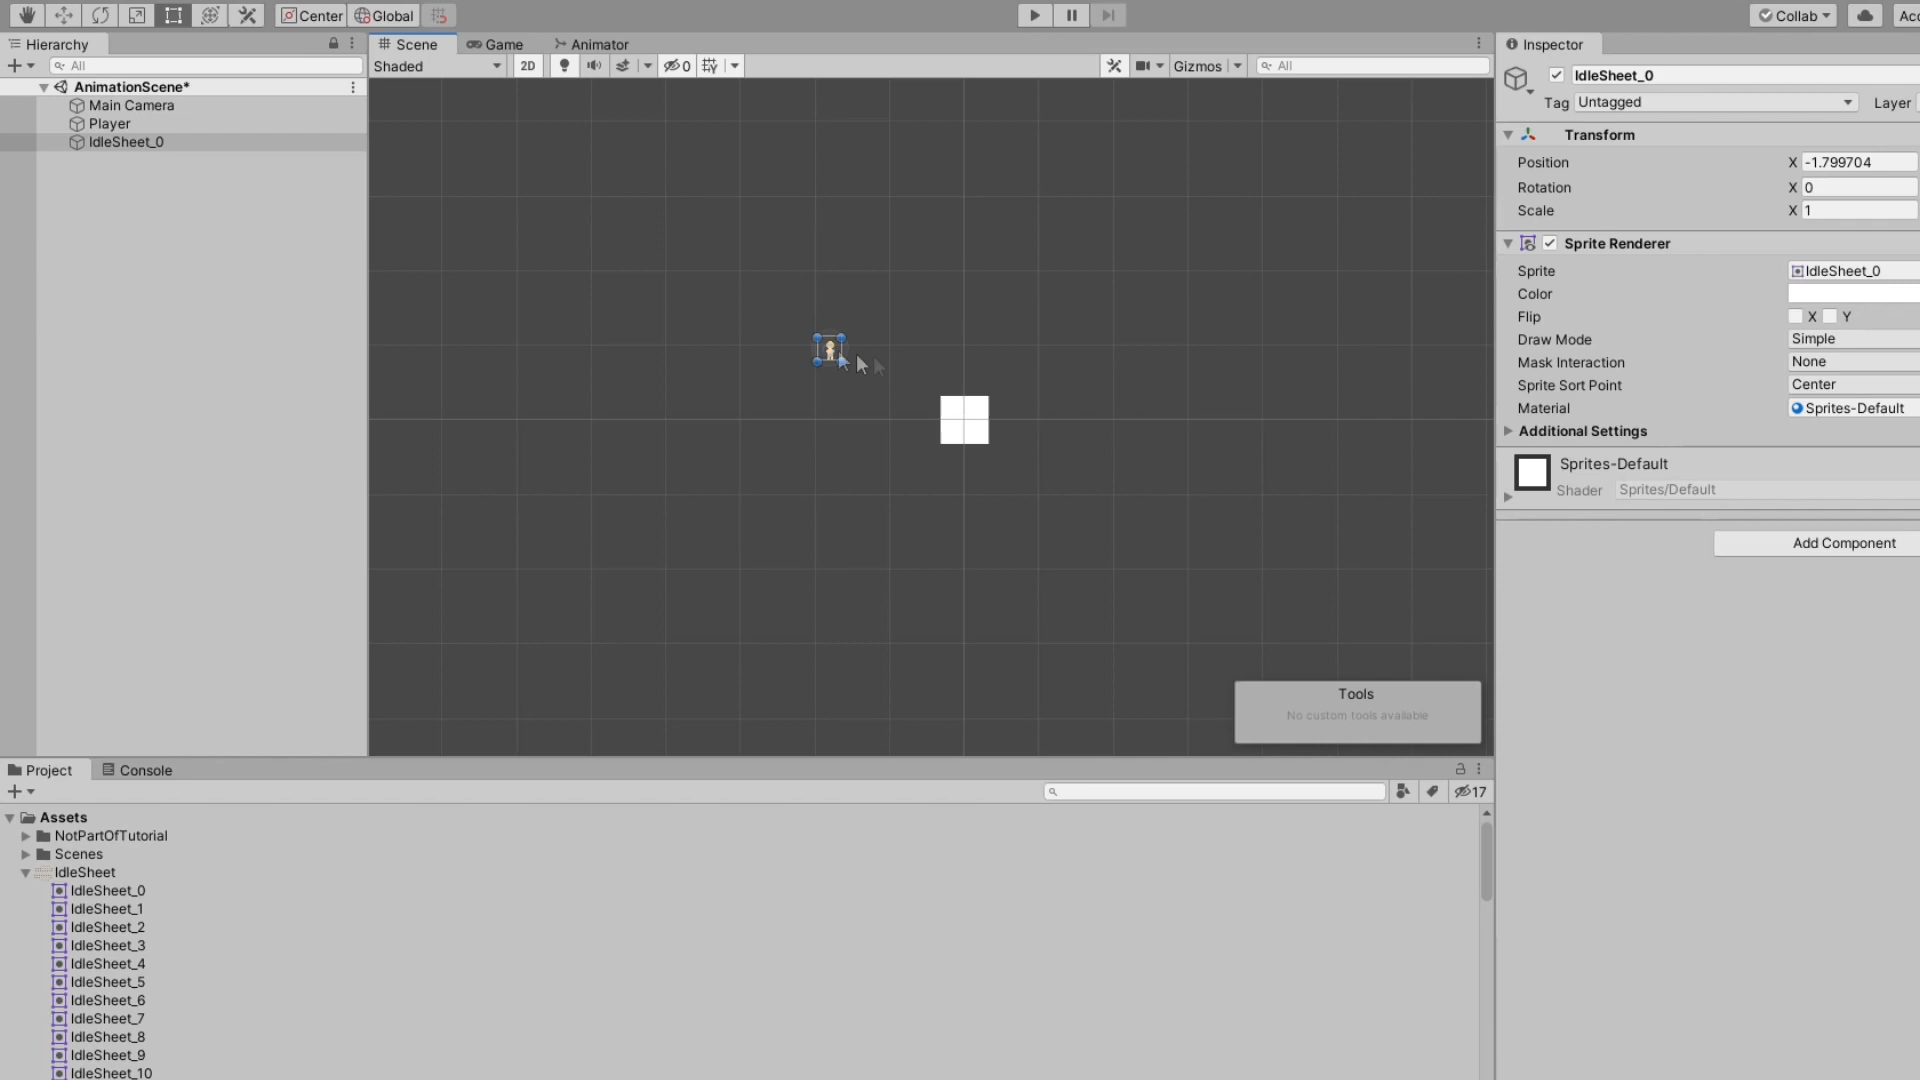 Center Global Collab
Hierarchy Scene Game Animator Inspector
All Shaded 2D 0 Gizmos All IdleSheet_0
AnimationScene*
Tag Untagged Layer
Main Camera
Player
IdleSheet_0
Transform
Position X -1.799704
Rotation X 0
Scale X 1
Sprite Renderer
Sprite IdleSheet_0
Color
Flip X Y
Draw Mode Simple
Mask Interaction None
Sprite Sort Point Center
Material Sprites-Default
Additional Settings
Sprites-Default
Shader Sprites/Default
Add Component
Tools
No custom tools available
Project Console
17
Assets
NotPartOfTutorial
Scenes
IdleSheet
IdleSheet_0
IdleSheet_1
IdleSheet_2
IdleSheet_3
IdleSheet_4
IdleSheet_5
IdleSheet_6
IdleSheet_7
IdleSheet_8
IdleSheet_9
IdleSheet_10